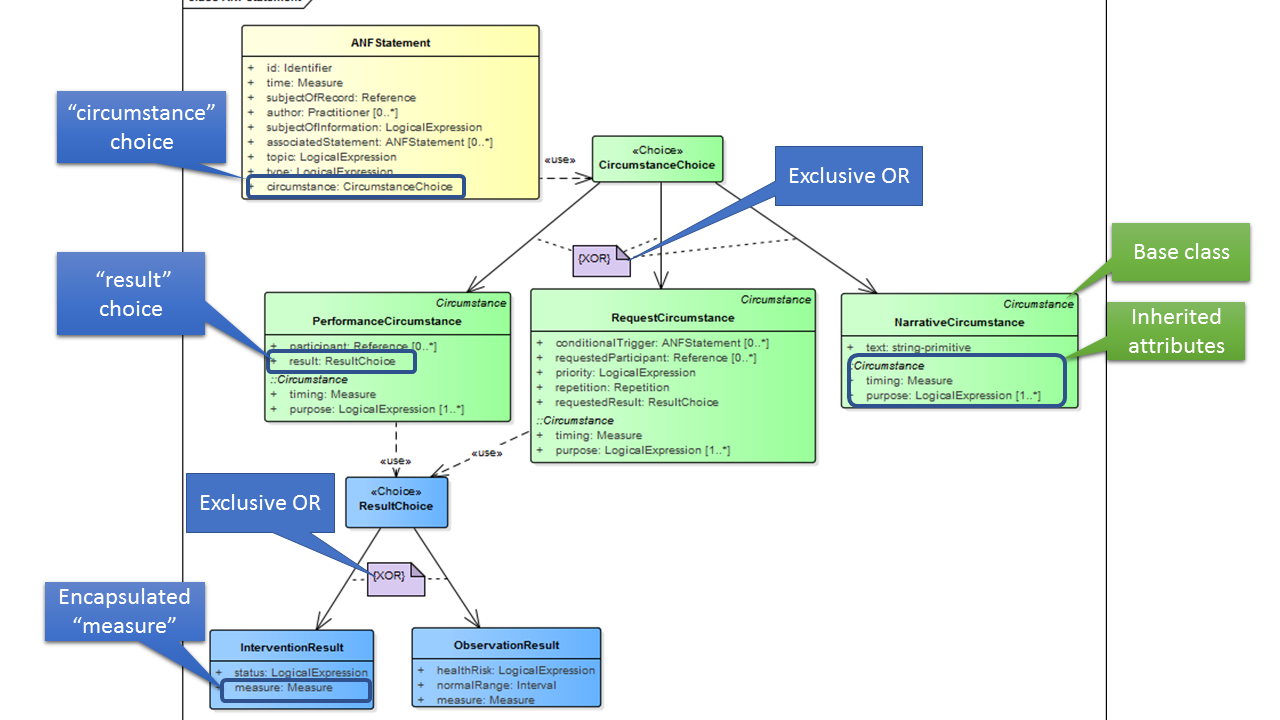 ANFStatement
+ id: Identifier
+ time: Measure
+ subjectOfRecord: Reference
+ author: Practitioner [0..*]
+ subjectOfInformation: LogicalExpression
+ associatedStatement: ANFStatement [0..*]
+ topic: LogicalExpression
+ type: LogicalExpression
+ circumstance: CircumstanceChoice
“circumstance”
choice
«use»
«Choice»
CircumstanceChoice
Exclusive OR
{XOR}
Base class
Inherited
attributes
“result”
choice
Circumstance
PerformanceCircumstance
+ participant: Reference [0..*]
+ result: ResultChoice
::Circumstance
+ timing: Measure
+ purpose: LogicalExpression [1..*]
Circumstance
RequestCircumstance
+ conditionalTrigger: ANFStatement [0..*]
+ requestedParticipant: Reference [0..*]
+ priority: LogicalExpression
+ repetition: Repetition
+ requestedResult: ResultChoice
::Circumstance
+ timing: Measure
+ purpose: LogicalExpression [1..*]
Circumstance
NarrativeCircumstance
+ text: string-primitive
::Circumstance
+ timing: Measure
+ purpose: LogicalExpression [1..*]
«use»
«use»
«Choice»
ResultChoice
Exclusive OR
{XOR}
Encapsulated
“measure”
InterventionResult
+ status: LogicalExpression
+ measure: Measure
ObservationResult
+ healthRisk: LogicalExpression
+ normalRange: Interval
+ measure: Measure